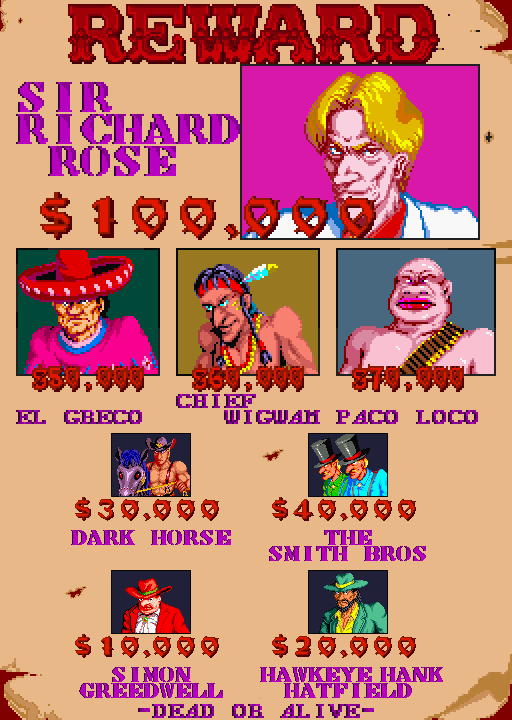 REWARD
SIR
RICHARD
ROSE
$100,000
$50,000
$60,000
$70,000
EL GRECO
CHIEF
WIGWAM
PACO LOCO
$30,000
$40,000
DARK HORSE
THE
SMITH BROS
$10,000
$20,000
SIMON
GREEDWELL
HAWKEYE HANK
HATFIELD
-DEAD OR ALIVE-